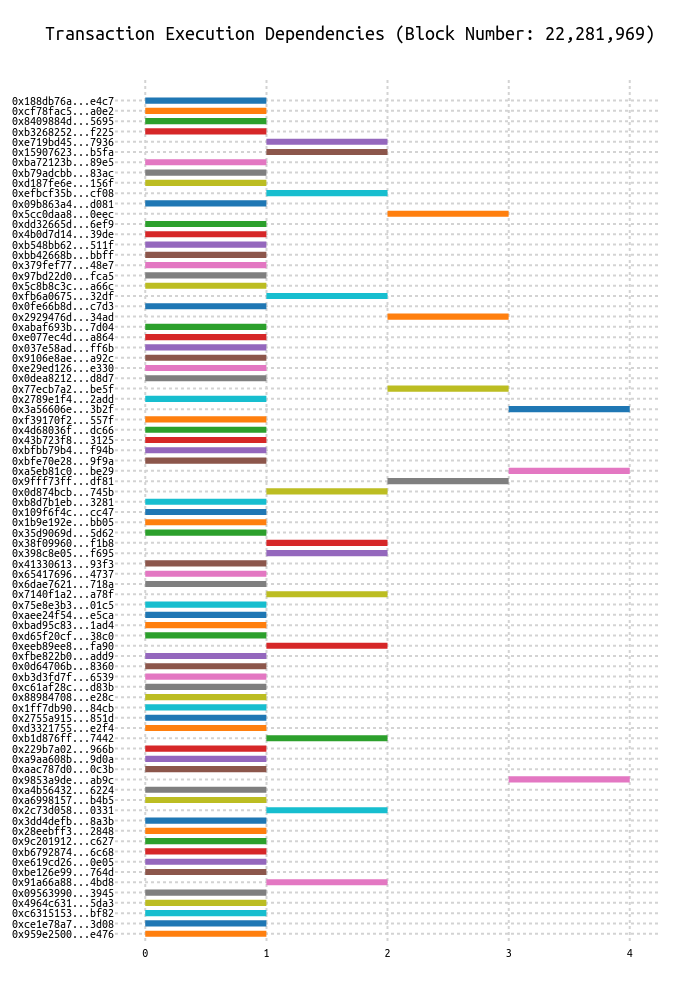 Transaction Execution Dependencies (Block Number: 22,281,969)
0x188db76a...e4c7
0xcf78fac5...a0e2
0x8409884d...5695
0xb3268252...f225
0xe719bd45...7936
0x15907623...b5fa
0xba72123b...89e5
0xb79adcbb...83ac
0xd187fe6e...156f
0xefbcf35b...cf08
0x09b863a4...d081
0x5cc0daa8...0eec
0xdd32665d...6ef9
0x4b0d7d14...39de
0xb548bb62...511f
0xbb42668b...bbff
0x379fef77...48e7
0x97bd22d0...fca5
0x5c8b8c3c...a66c
0xfb6a0675...32df
0x0fe66b8d...c7d3
0x2929476d...34ad
0xabaf693b...7d04
0xe077ec4d...a864
0x037e58ad...ff6b
0x9106e8ae...a92c
0xe29ed126...e330
0x0dea8212...d8d7
0x77ecb7a2...be5f
0x2789e1f4...2add
0x3a56606e...3b2f
0xf39170f2...557f
0x4d68036f...dc66
0x43b723f8...3125
0xbfbb79b4...f94b
0xbfe70e28...9f9a
0xa5eb81c0...be29
0x9fff73ff...df81
0x0d874bcb...745b
0xb8d7b1eb...3281
0x109f6f4c...cc47
0x1b9e192e...bb05
0x35d9069d...5d62
0x38f09960...f1b8
0x398c8e05...f695
0x41330613...93f3
0x65417696...4737
0x6dae7621...718a
0x7140f1a2...a78f
0x75e8e3b3...01c5
0xaee24f54...e5ca
0xbad95c83...1ad4
0xd65f20cf...38c0
0xeeb89ee8...fa90
0xfbe822b0...add9
0x0d64706b...8360
0xb3d3fd7f...6539
0xc61af28c...d83b
0x88984708...e28c
0x1ff7db90...84cb
0x2755a915...851d
0xd3321755...e2f4
0xb1d876ff...7442
0x229b7a02...966b
0xa9aa608b...9d0a
0xaac787d0...0c3b
0x9853a9de...ab9c
0xa4b56432...6224
0xa6998157...b4b5
0x2c73d058...0331
0x3dd4defb...8a3b
0x28eebff3...2848
0x9c201912...c627
0xb6792874...6c68
0xe619cd26...0e05
0xbe126e99...764d
0x91a66a88...4bd8
0x09563990...3945
0x4964c631...5da3
0xc6315153...bf82
0xce1e78a7...3d08
0x959e2500...e476
0 1 2 3 4